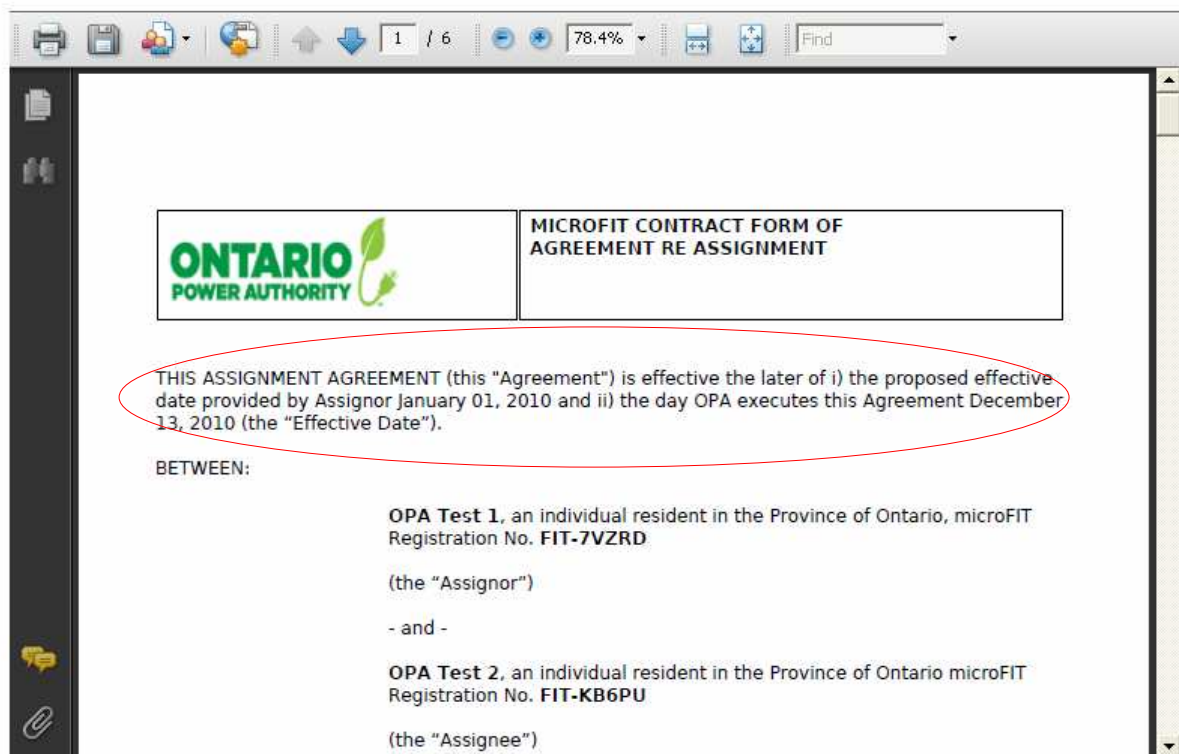 1 / 6 78.4% Find
ONTARIO
POWER AUTHORITY
MICROFIT CONTRACT FORM OF
AGREEMENT RE ASSIGNMENT
THIS ASSIGNMENT AGREEMENT (this "Agreement") is effective the later of i) the proposed effective
date provided by Assignor January 01, 2010 and ii) the day OPA executes this Agreement December
13, 2010 (the “Effective Date”).
BETWEEN:
OPA Test 1, an individual resident in the Province of Ontario, microFIT
Registration No. FIT-7VZRD
(the “Assignor”)
- and -
OPA Test 2, an individual resident in the Province of Ontario microFIT
Registration No. FIT-KB6PU
(the “Assignee”)